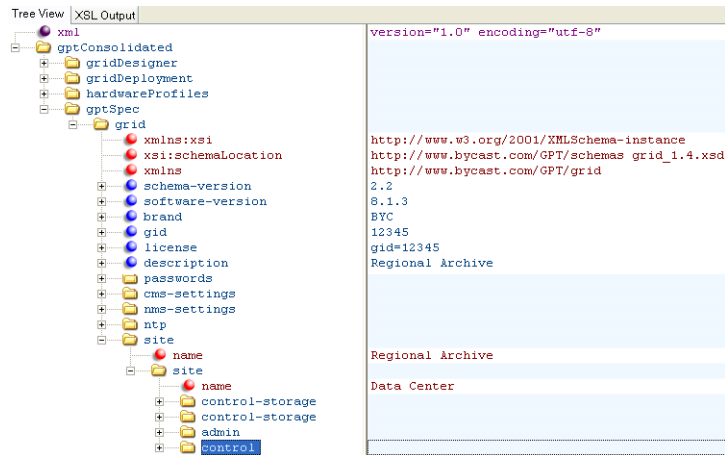 Tree View XSL Output
xml version="1.0" encoding="utf-8"
gptConsolidated
gridDesigner
gridDeployment
hardwareProfiles
gptSpec
grid
xmlns:xsi http://www.w3.org/2001/XMLSchema-instance
xsi:schemaLocation http://www.bycast.com/GPT/schemas grid_1.4.xsd
xmlns http://www.bycast.com/GPT/grid
schema-version 2.2
software-version 8.1.3
brand BYC
gid 12345
license gid=12345
description Regional Archive
passwords
cms-settings
nms-settings
ntp
site
name Regional Archive
site
name Data Center
control-storage
control-storage
admin
control